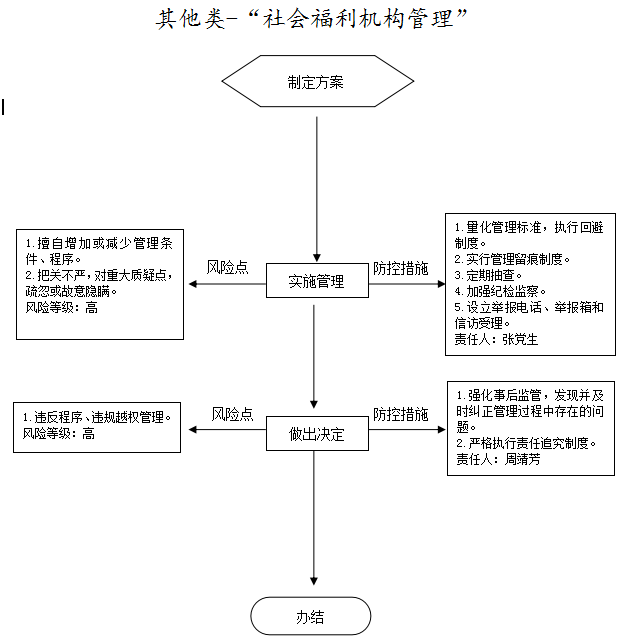 其他类-“社会福利机构管理”
制定方案
1.擅自增加或减少管理条
件、程序。
2.把关不严，对重大质疑点，
疏忽或故意隐瞒。
风险等级：高
风险点
实施管理
防控措施
1.量化管理标准，执行回避
制度。
2.实行管理留痕制度。
3.定期抽查。
4.加强纪检监察。
5.设立举报电话、举报箱和
信访受理。
责任人：张党生
1.违反程序、违规越权管理。
风险等级：高
风险点
做出决定
防控措施
1.强化事后监管，发现并及
时纠正管理过程中存在的问
题。
2.严格执行责任追究制度。
责任人：周靖芳
办结